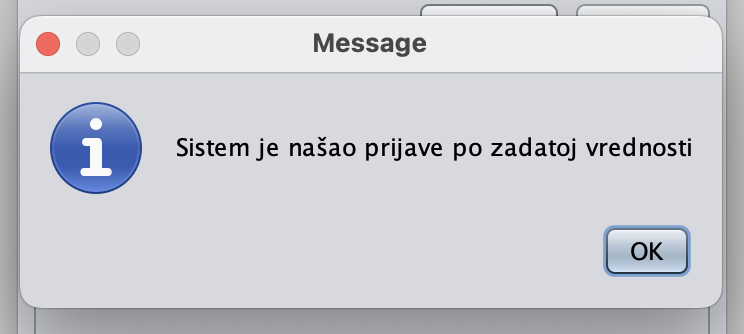 Message
Sistem je našao prijave po zadatoj vrednosti
OK